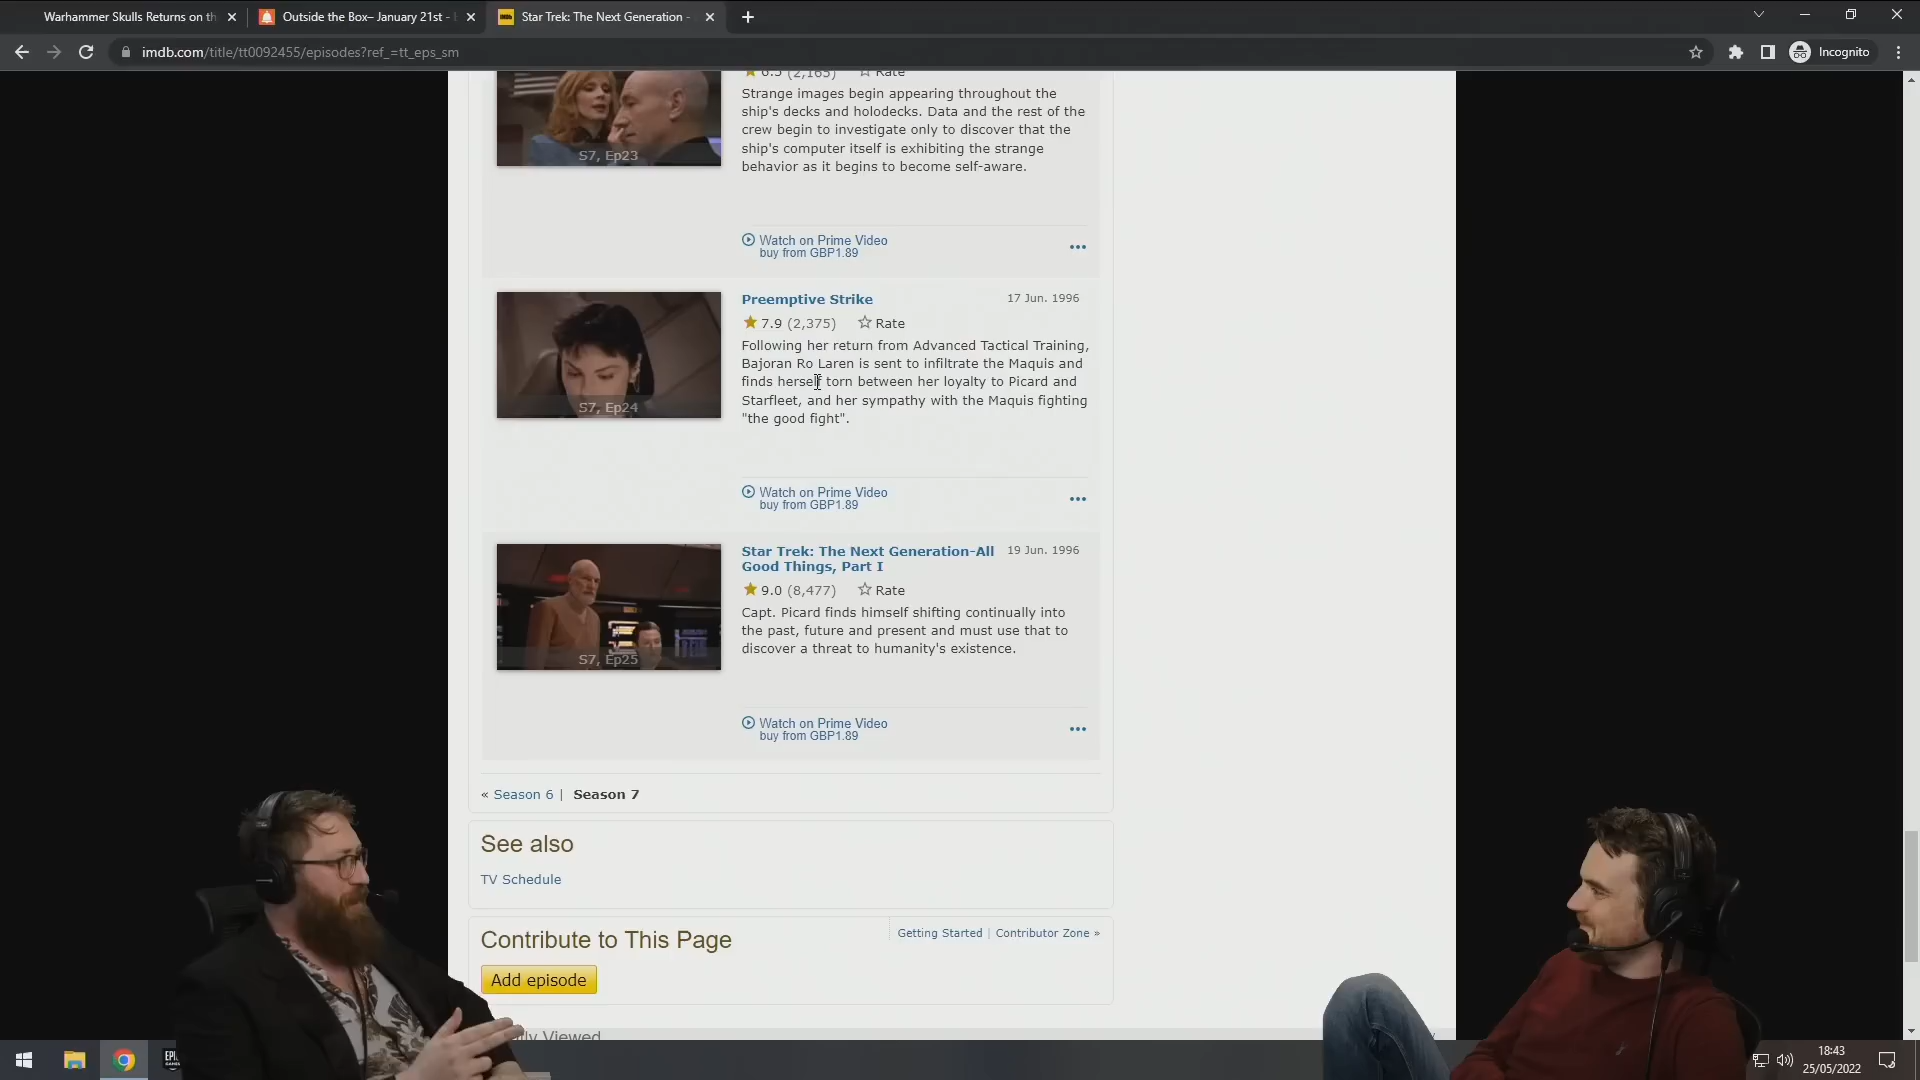 Warhammer Skulls Returns on th
Outside the Box– January 21st -
Star Trek: The Next Generation -
imdb.com/title/tt0092455/episodes?ref_=tt_eps_sm
Incognito
6.5 (2,165) Rate
Strange images begin appearing throughout the
ship's decks and holodecks. Data and the rest of the
crew begin to investigate only to discover that the
ship's computer itself is exhibiting the strange
behavior as it begins to become self-aware.
S7, Ep23
Watch on Prime Video
buy from GBP1.89
Preemptive Strike
17 Jun. 1996
7.9 (2,375) Rate
Following her return from Advanced Tactical Training,
Bajoran Ro Laren is sent to infiltrate the Maquis and
finds herself torn between her loyalty to Picard and
Starfleet, and her sympathy with the Maquis fighting
"the good fight".
S7, Ep24
Watch on Prime Video
buy from GBP1.89
Star Trek: The Next Generation-All
Good Things, Part I
19 Jun. 1996
9.0 (8,477) Rate
Capt. Picard finds himself shifting continually into
the past, future and present and must use that to
discover a threat to humanity's existence.
S7, Ep25
Watch on Prime Video
buy from GBP1.89
« Season 6 | Season 7
See also
TV Schedule
Contribute to This Page
Getting Started | Contributor Zone »
Add episode
Viewed
18:43
25/05/2022